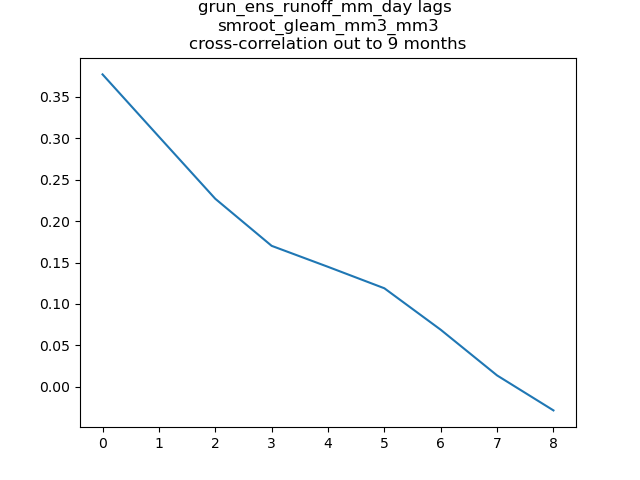 grun_ens_runoff_mm_day lags
smroot_gleam_mm3_mm3
cross-correlation out to 9 months
0.35
0.30
0.25
0.20
0.15
0.10
0.05
0.00
0 1 2 3 4 5 6 7 8